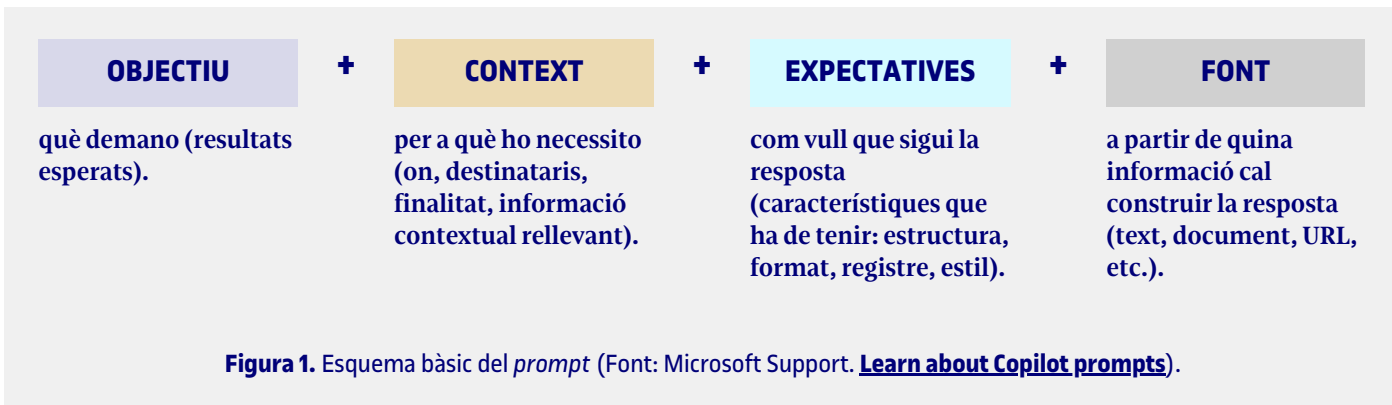 OBJECTIU + CONTEXT + EXPECTATIVES + FONT
què demano (resultats
esperats).
per a què ho necessito
(on, destinataris,
finalitat, informació
contextual rellevant).
com vull que sigui la
resposta
(característiques que
ha de tenir: estructura,
format, registre, estil).
a partir de quina
informació cal
construir la resposta
(text, document, URL,
etc.).
Figura 1. Esquema bàsic del prompt (Font: Microsoft Support. Learn about Copilot prompts).